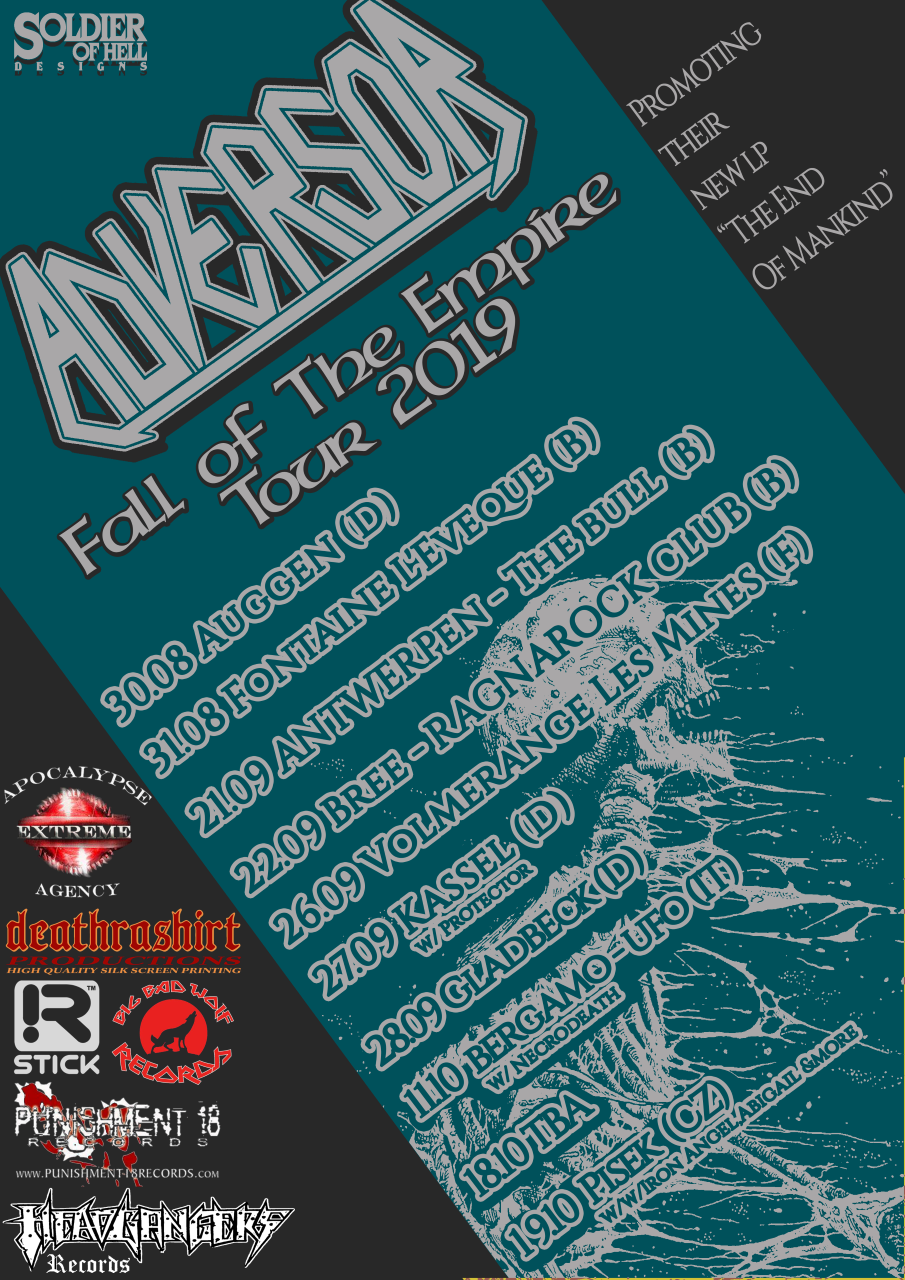 SOLDIER
OF HELL
DESIGNS
ADVERSOR
PROMOTING
THEIR
NEW LP
“THE END
OF MANKIND”
Fall of The Empire
Tour 2019
30.08 AUGGEN (D)
31.08 FONTAINE L'EVEQUE (B)
21.09 ANTWERPEN - THE BULL (B)
22.09 BREE - RAGNAROCK CLUB (B)
26.09 VOLMERANGE LES MINES (F)
27.09 KASSEL (D)
W/ PROTECTOR
28.09 GLADBECK (D)
11.10 BERGAMO - UFO (IT)
W/ NECRODEATH
18.10 TBA
19.10 PISEK (CZ)
W/W/IRON ANGEL, ABIGAIL &MORE
APOCALYPSE
EXTREME
AGENCY
deathrashirt
PRODUCTIONS
HIGH QUALITY SILK SCREEN PRINTING
!R™
STICK
BIG BAD WOLF
RECORDS
PUNISHMENT 18
RECORDS
WWW.PUNISHMENT18RECORDS.COM
HEADBANGERS
Records